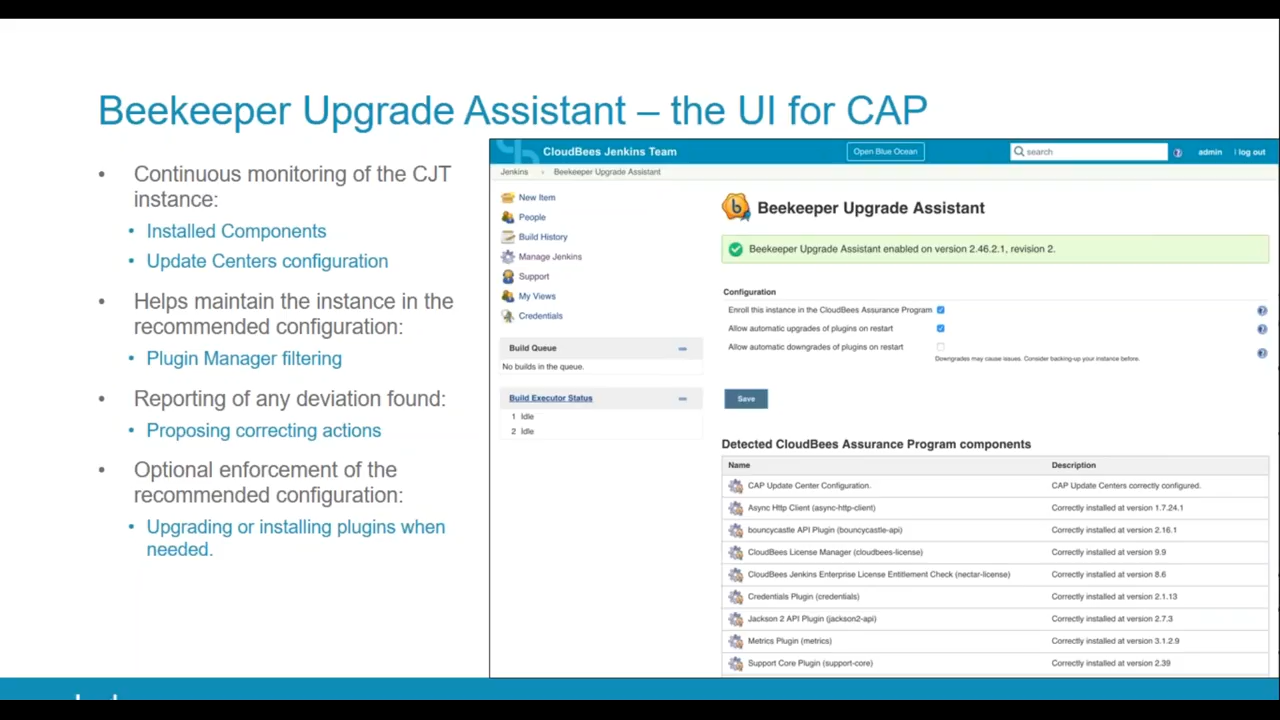 Beekeeper Upgrade Assistant – the UI for CAP
• Continuous monitoring of the CJT
instance:
• Installed Components
• Update Centers configuration
• Helps maintain the instance in the
recommended configuration:
• Plugin Manager filtering
• Reporting of any deviation found:
• Proposing correcting actions
• Optional enforcement of the
recommended configuration:
• Upgrading or installing plugins when
needed.
CloudBees Jenkins Team
Open Blue Ocean
search
admin
| log out
Jenkins › Beekeeper Upgrade Assistant
New Item
People
Build History
Manage Jenkins
Support
My Views
Credentials
Build Queue
No builds in the queue.
Build Executor Status
1 Idle
2 Idle
Beekeeper Upgrade Assistant
Beekeeper Upgrade Assistant enabled on version 2.46.2.1, revision 2.
Configuration
Enroll this instance in the CloudBees Assurance Program
Allow automatic upgrades of plugins on restart
Allow automatic downgrades of plugins on restart
Downgrades may cause issues. Consider backing-up your instance before.
Save
Detected CloudBees Assurance Program components
Name Description
CAP Update Center Configuration. CAP Update Centers correctly configured.
Async Http Client (async-http-client) Correctly installed at version 1.7.24.1
bouncycastle API Plugin (bouncycastle-api) Correctly installed at version 2.16.1
CloudBees License Manager (cloudbees-license) Correctly installed at version 9.9
CloudBees Jenkins Enterprise License Entitlement Check (nectar-license) Correctly installed at version 8.6
Credentials Plugin (credentials) Correctly installed at version 2.1.13
Jackson 2 API Plugin (jackson2-api) Correctly installed at version 2.7.3
Metrics Plugin (metrics) Correctly installed at version 3.1.2.9
Support Core Plugin (support-core) Correctly installed at version 2.39